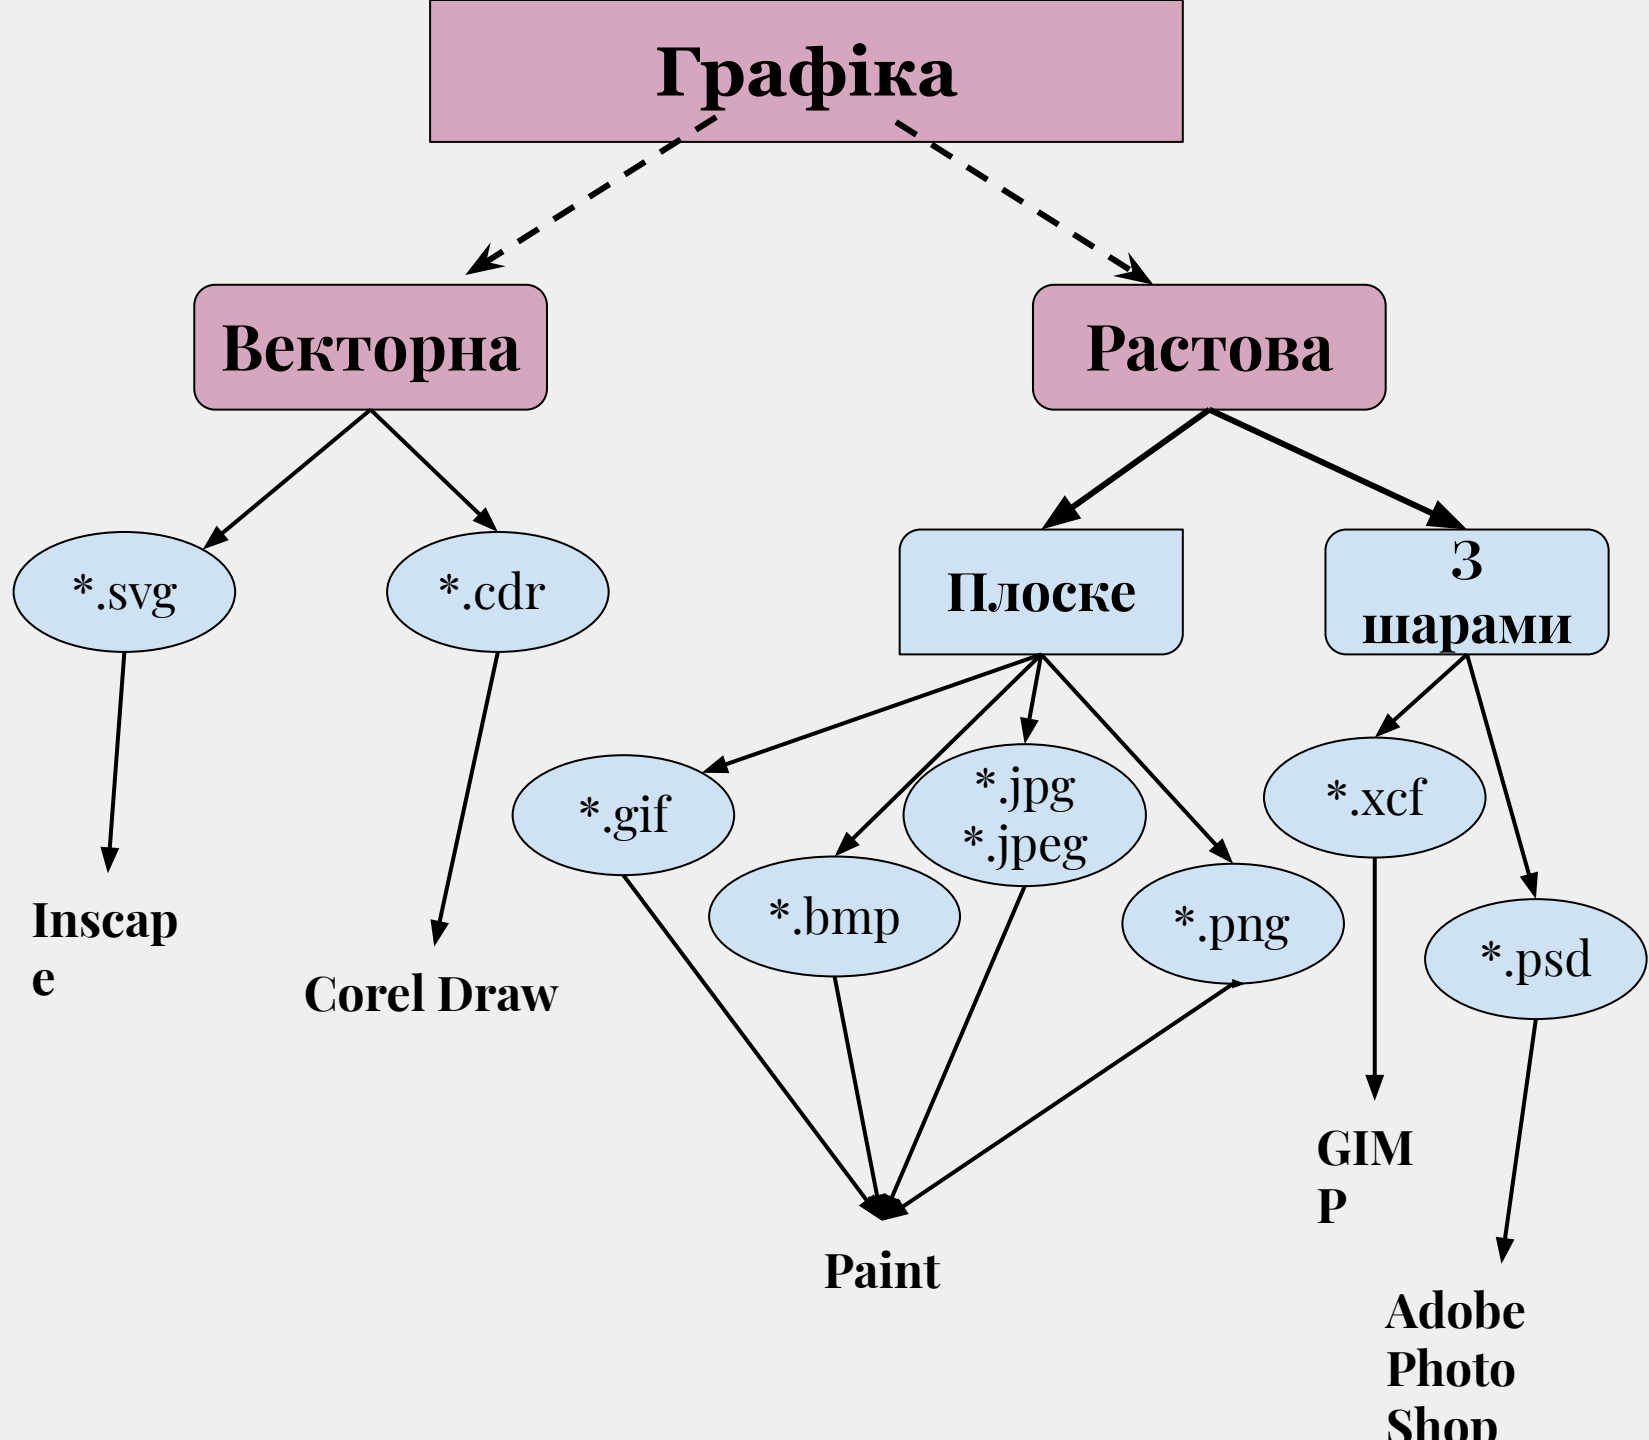 Графіка
Векторна
Растова
*.svg
*.cdr
Плоске
З
шарами
*.gif
*.bmp
*.jpg
*.jpeg
*.png
*.xcf
*.psd
Inscap
e
Corel Draw
Paint
GIM
P
Adobe
Photo
Shop